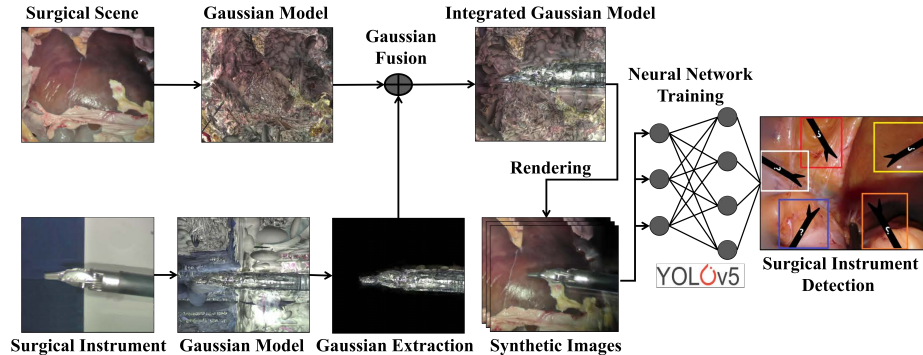 Surgical Scene
Gaussian Model
Gaussian
Fusion
Integrated Gaussian Model
Neural Network
Training
Rendering
YOLOv5
Surgical Instrument
Detection
Surgical Instrument
Gaussian Model
Gaussian Extraction
Synthetic Images
?